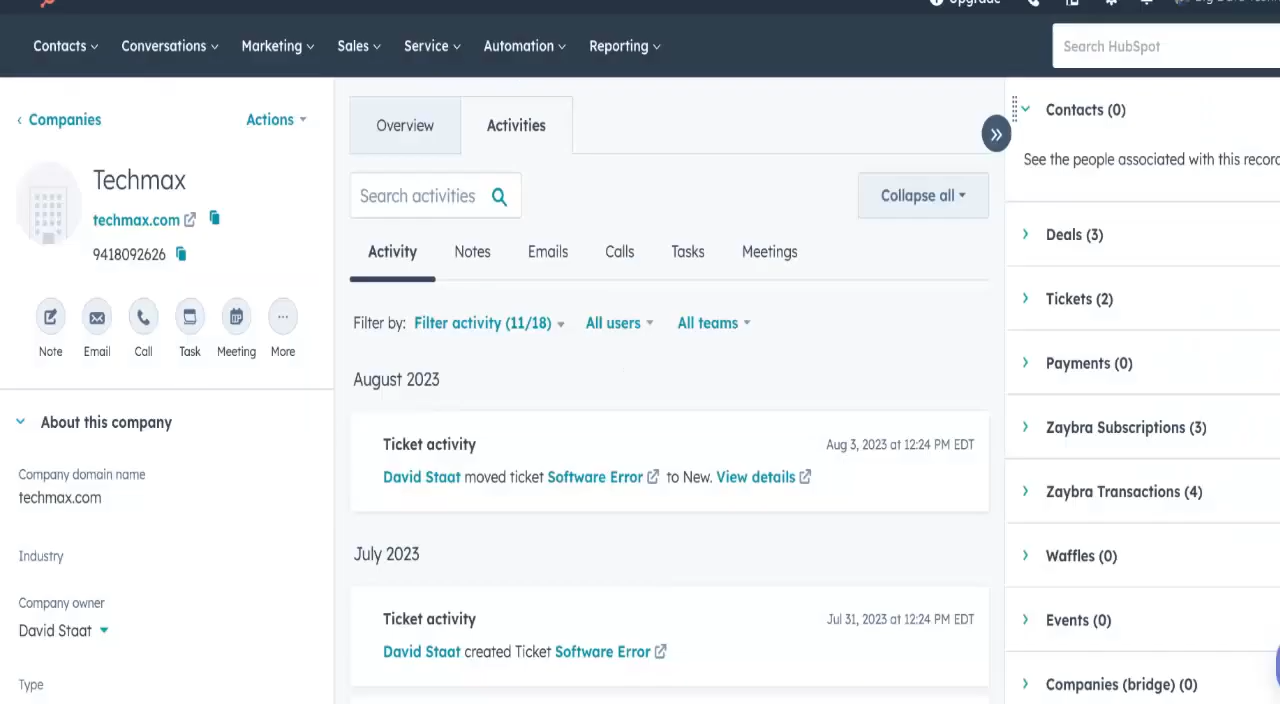 Upgrade
Contacts
Conversations
Marketing
Sales
Service
Automation
Reporting
Search HubSpot
‹ Companies
Actions
Techmax
techmax.com
9418092626
Note
Email
Call
Task
Meeting
More
About this company
Company domain name
techmax.com
Industry
Company owner
David Staat
Type
Overview
Activities
Search activities
Collapse all
Activity
Notes
Emails
Calls
Tasks
Meetings
Filter by: Filter activity (11/18) All users All teams
August 2023
Ticket activity
Aug 3, 2023 at 12:24 PM EDT
David Staat moved ticket Software Error to New. View details
July 2023
Ticket activity
Jul 31, 2023 at 12:24 PM EDT
David Staat created Ticket Software Error
Contacts (0)
See the people associated with this
Deals (3)
Tickets (2)
Payments (0)
Zaybra Subscriptions (3)
Zaybra Transactions (4)
Waffles (0)
Events (0)
Companies (bridge) (0)